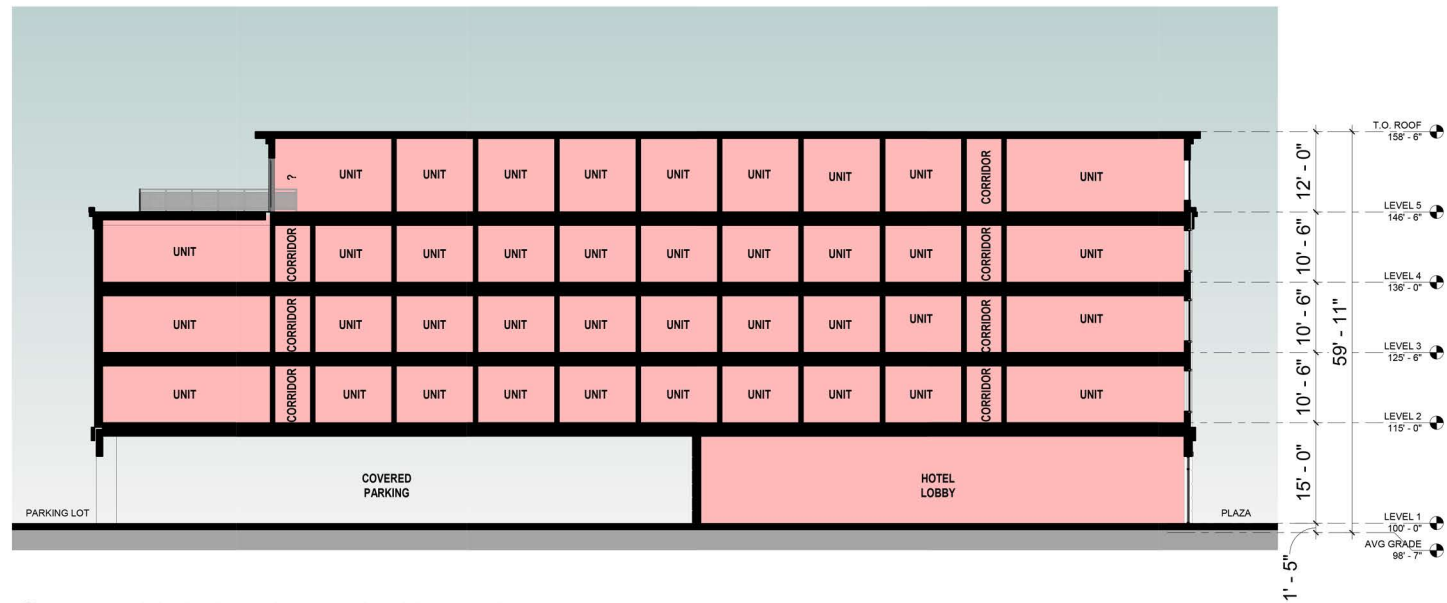 T.O. ROOF
158' - 6"
?
UNIT UNIT UNIT UNIT UNIT UNIT UNIT UNIT CORRIDOR UNIT
12' - 0"
LEVEL 5
146' - 6"
UNIT CORRIDOR UNIT UNIT UNIT UNIT UNIT UNIT UNIT UNIT CORRIDOR UNIT
10' - 6"
LEVEL 4
136' - 0"
UNIT CORRIDOR UNIT UNIT UNIT UNIT UNIT UNIT UNIT UNIT CORRIDOR UNIT
10' - 6"
59' - 11"
LEVEL 3
125' - 6"
UNIT CORRIDOR UNIT UNIT UNIT UNIT UNIT UNIT UNIT UNIT CORRIDOR UNIT
10' - 6"
LEVEL 2
115' - 0"
COVERED
PARKING
HOTEL
LOBBY
15' - 0"
PARKING LOT
PLAZA
LEVEL 1
100' - 0"
AVG GRADE
98' - 7"
1' - 5"